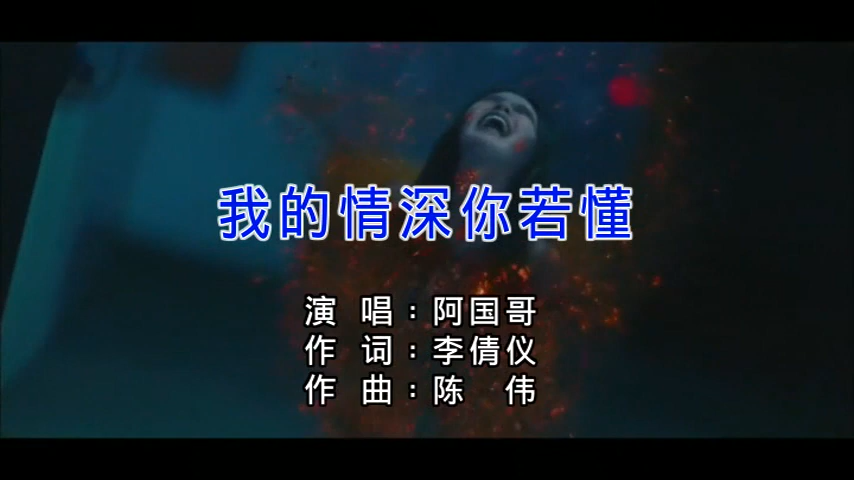 我的情深你若懂
演 唱：阿国哥
作 词：李倩仪
作 曲：陈 伟